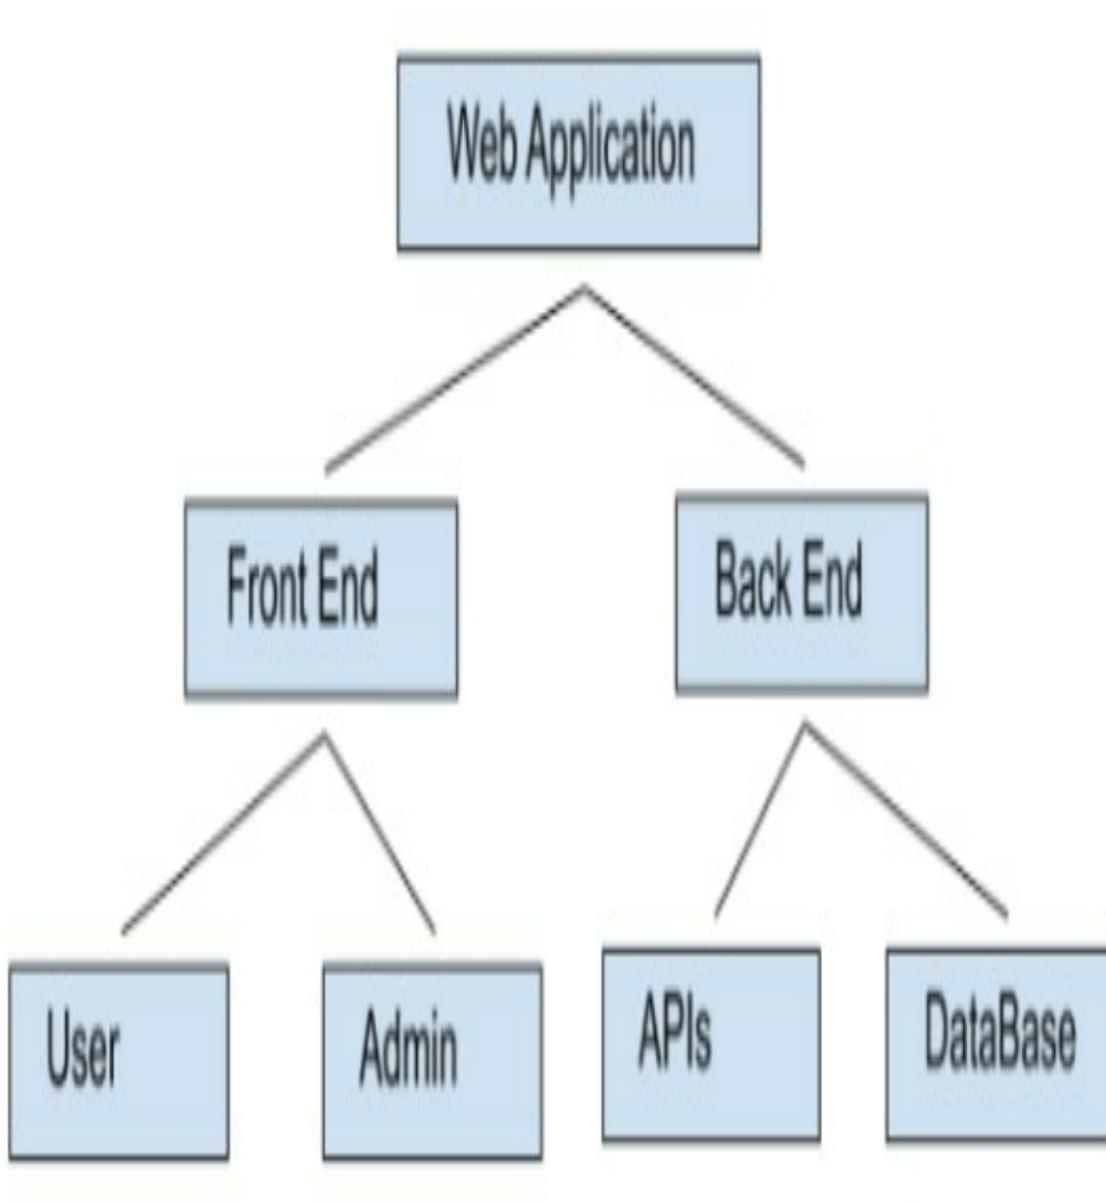 Web Application
Front End
Back End
User
Admin
APIs
DataBase